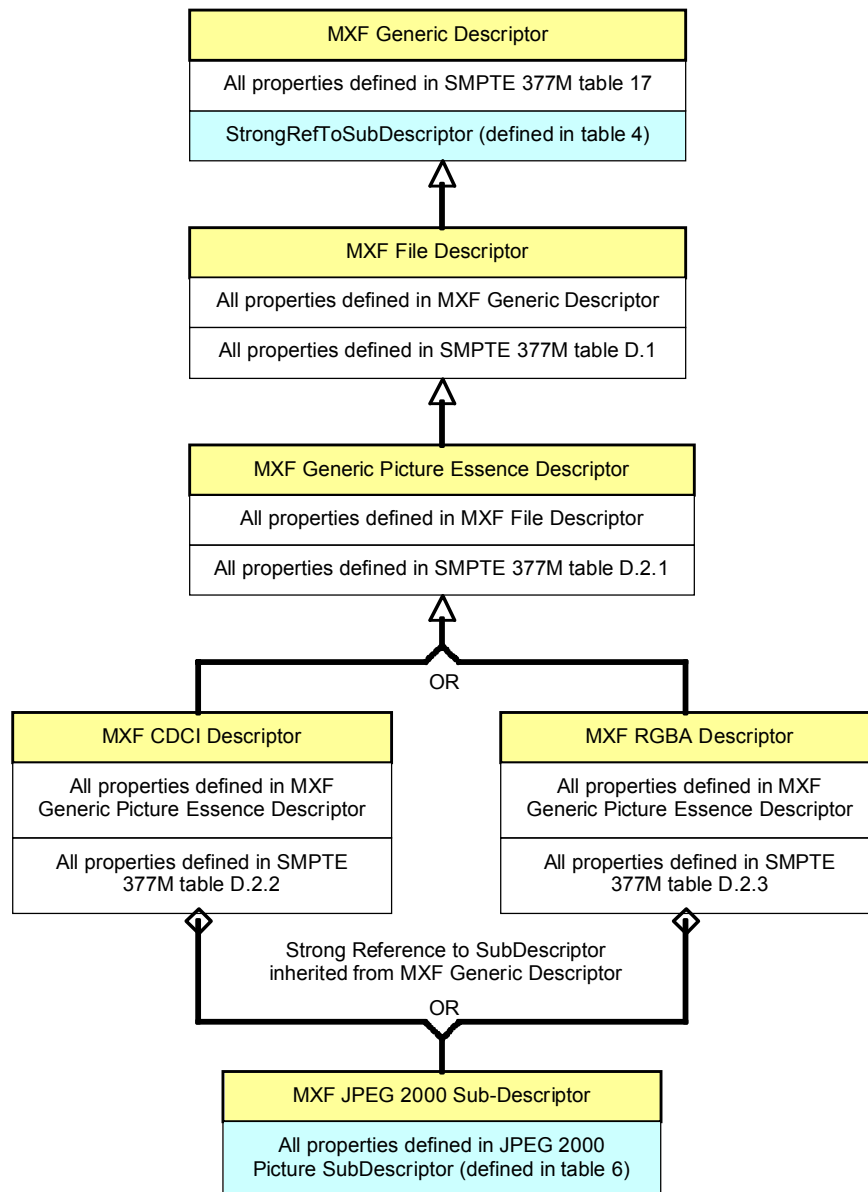 MXF Generic Descriptor
All properties defined in SMPTE 377M table 17
StrongRefToSubDescriptor (defined in table 4)
MXF File Descriptor
All properties defined in MXF Generic Descriptor
All properties defined in SMPTE 377M table D.1
MXF Generic Picture Essence Descriptor
All properties defined in MXF File Descriptor
All properties defined in SMPTE 377M table D.2.1
OR
MXF CDCI Descriptor
All properties defined in MXF
Generic Picture Essence Descriptor
All properties defined in SMPTE
377M table D.2.2
MXF RGBA Descriptor
All properties defined in MXF
Generic Picture Essence Descriptor
All properties defined in SMPTE
377M table D.2.3
Strong Reference to SubDescriptor
inherited from MXF Generic Descriptor
OR
MXF JPEG 2000 Sub-Descriptor
All properties defined in JPEG 2000
Picture SubDescriptor (defined in table 6)